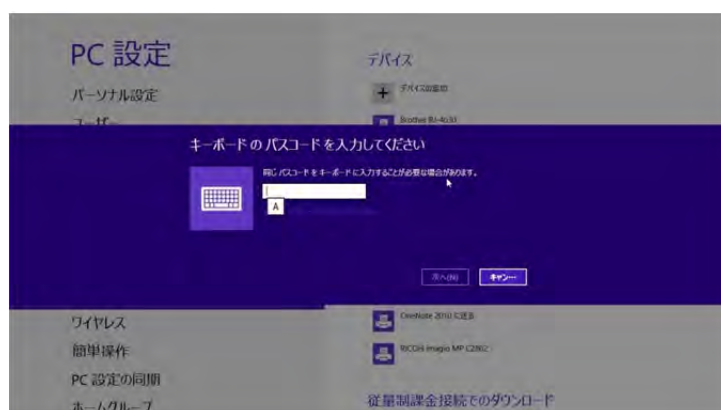 PC 設定
パーソナル設定
ユーザー
デバイス
デバイスの追加
Brother RJ-4030
キーボード の パスコード を 入力してください
同じ パスコード を キーボード に入力することが必要な場合があります。
A
次へ(N)
キャン…
ワイヤレス
簡単操作
PC 設定の同期
ホームグループ
OneNote 2010 に送る
RICOH imagio MP C2802
従量制課金接続でのダウンロード